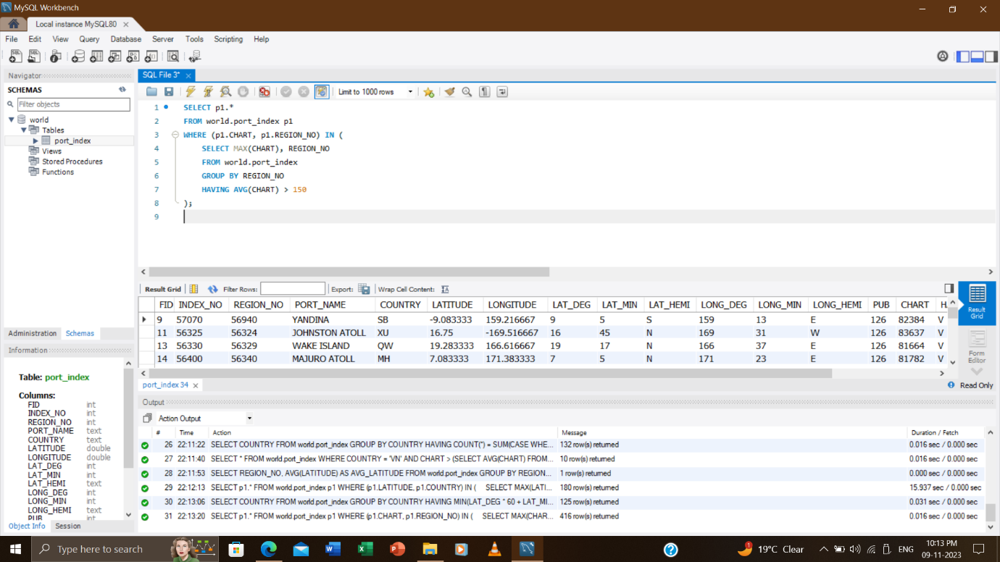 MySQL Workbench
Local instance MySQL80
File Edit View Query Database Server Tools Scripting Help
Navigator
SCHEMAS
Filter objects
world
Tables
port_index
Views
Stored Procedures
Functions
Administration Schemas
Information
Table: port_index
Columns:
FID int
INDEX_NO int
REGION_NO int
PORT_NAME text
COUNTRY text
LATITUDE double
LONGITUDE double
LAT_DEG int
LAT_MIN int
LAT_HEMI text
LONG_DEG int
LONG_MIN int
LONG_HEMI text
PUB int
Object Info Session
SQL File 3*
Limit to 1000 rows
1 SELECT p1.*
2 FROM world.port_index p1
3 WHERE (p1.CHART, p1.REGION_NO) IN (
4 SELECT MAX(CHART), REGION_NO
5 FROM world.port_index
6 GROUP BY REGION_NO
7 HAVING AVG(CHART) > 150
8 );
9
Result Grid Filter Rows: Export: Wrap Cell Content:
FID INDEX_NO REGION_NO PORT_NAME COUNTRY LATITUDE LONGITUDE LAT_DEG LAT_MIN LAT_HEMI LONG_DEG LONG_MIN LONG_HEMI PUB CHART
9 57070 56940 YANDINA SB -9.083333 159.216667 9 5 S 159 13 E 126 82384 V
11 56325 56324 JOHNSTON ATOLL XU 16.75 -169.516667 16 45 N 169 31 W 126 83637 V
13 56330 56329 WAKE ISLAND QW 19.283333 166.616667 19 17 N 166 37 E 126 81664 V
14 56400 56340 MAJURO ATOLL MH 7.083333 171.383333 7 5 N 171 23 E 126 81782 V
Result
Grid
Form
Editor
port_index 34
Read Only
Output
Action Output
# Time Action Message Duration / Fetch
26 22:11:22 SELECT COUNTRY FROM world.port_index GROUP BY COUNTRY HAVING COUNT(*) = SUM(CASE WHE... 132 row(s) returned 0.016 sec / 0.000 sec
27 22:11:40 SELECT * FROM world.port_index WHERE COUNTRY = 'VN' AND CHART > (SELECT AVG(CHART) FROM... 10 row(s) returned 0.016 sec / 0.000 sec
28 22:11:53 SELECT REGION_NO, AVG(LATITUDE) AS AVG_LATITUDE FROM world.port_index GROUP BY REGION... 1 row(s) returned 0.000 sec / 0.000 sec
29 22:12:13 SELECT p1.* FROM world.port_index p1 WHERE (p1.LATITUDE, p1.COUNTRY) IN ( SELECT MAX(LATI... 180 row(s) returned 15.937 sec / 0.000 sec
30 22:13:06 SELECT COUNTRY FROM world.port_index GROUP BY COUNTRY HAVING MIN(LAT_DEG * 60 + LAT_MI... 125 row(s) returned 0.031 sec / 0.000 sec
31 22:13:20 SELECT p1.* FROM world.port_index p1 WHERE (p1.CHART, p1.REGION_NO) IN ( SELECT MAX(CHAR... 416 row(s) returned 0.016 sec / 0.000 sec
Type here to search
1 19°C Clear ENG 10:13 PM
09-11-2023